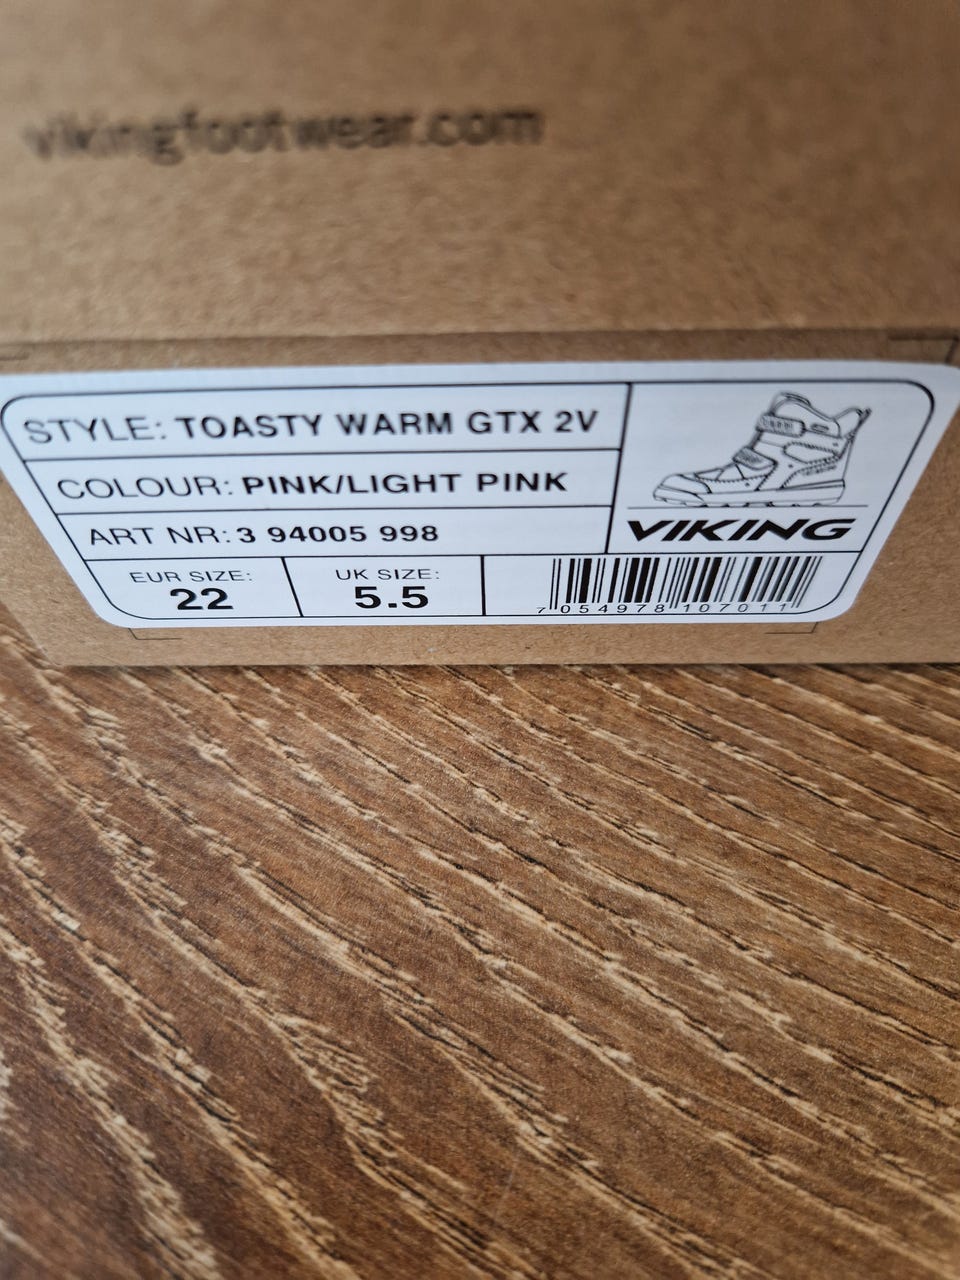 vikingfootwear.com
STYLE: TOASTY WARM GTX 2V
COLOUR: PINK/LIGHT PINK
ART NR: 3 94005 998
VIKING
EUR SIZE:
22
UK SIZE:
5.5
7 054978 107011